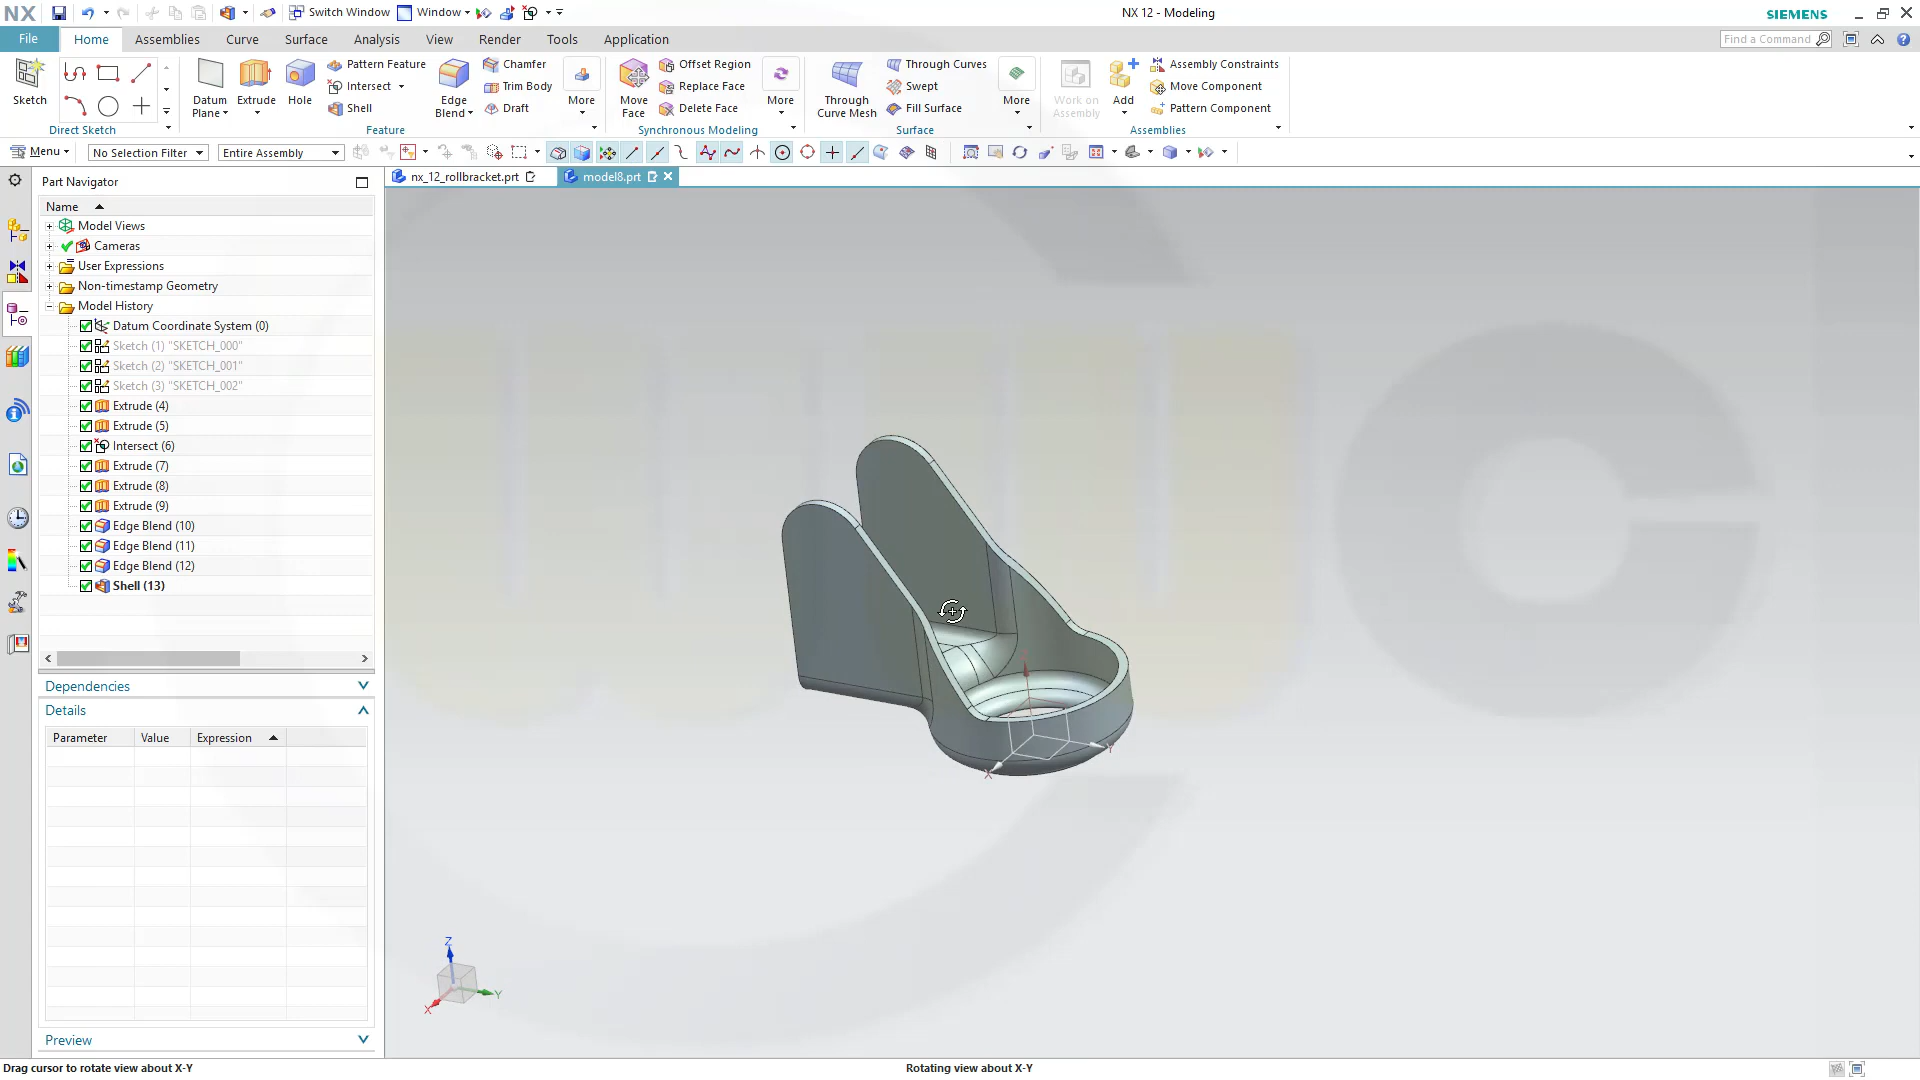 NX
Switch Window
Window
NX 12 - Modeling
SIEMENS
File
Home
Assemblies
Curve
Surface
Analysis
View
Render
Tools
Application
Find a Command
Sketch
Direct Sketch
Datum Plane
Extrude
Hole
Pattern Feature
Intersect
Shell
Edge Blend
Chamfer
Trim Body
Draft
More
Feature
Move Face
Offset Region
Replace Face
Delete Face
More
Synchronous Modeling
Through Curve Mesh
Through Curves
Swept
Fill Surface
More
Surface
Work on Assembly
Add
Assembly Constraints
Move Component
Pattern Component
Assemblies
Menu
No Selection Filter
Entire Assembly
Part Navigator
nx_12_rollbracket.prt
model8.prt
Name
Model Views
Cameras
User Expressions
Non-timestamp Geometry
Model History
Datum Coordinate System (0)
Sketch (1) "SKETCH_000"
Sketch (2) "SKETCH_001"
Sketch (3) "SKETCH_002"
Extrude (4)
Extrude (5)
Intersect (6)
Extrude (7)
Extrude (8)
Extrude (9)
Edge Blend (10)
Edge Blend (11)
Edge Blend (12)
Shell (13)
Dependencies
Details
Parameter Value Expression
Preview
X
Y
Z
X
Y
Drag cursor to rotate view about X-Y
Rotating view about X-Y